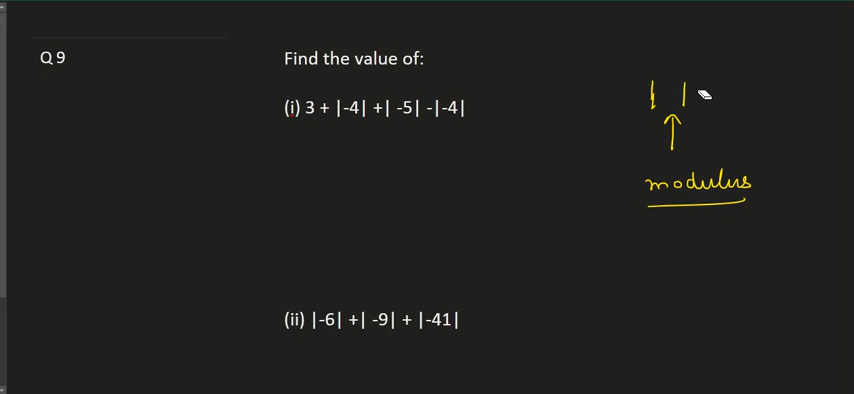 Q 9
Find the value of:
(i) 3 + |-4| +| -5| -|-4|
| |
modulus
(ii) |-6| +| -9| + |-41|